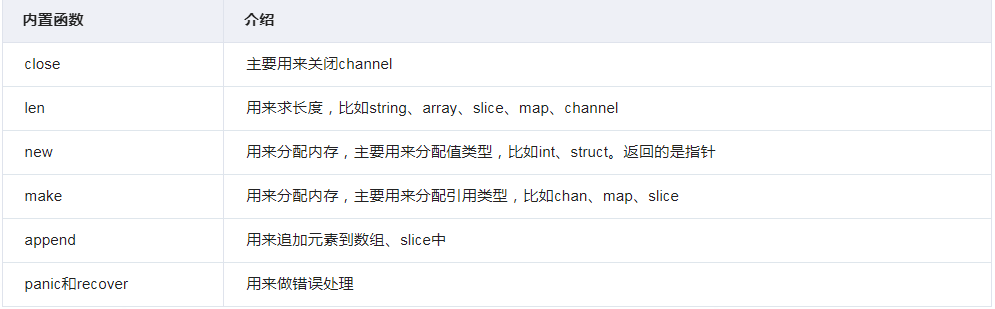 内置函数 介绍
close 主要用来关闭channel
len 用来求长度，比如string、array、slice、map、channel
new 用来分配内存，主要用来分配值类型，比如int、struct。返回的是指针
make 用来分配内存，主要用来分配引用类型，比如chan、map、slice
append 用来追加元素到数组、slice中
panic和recover 用来做错误处理